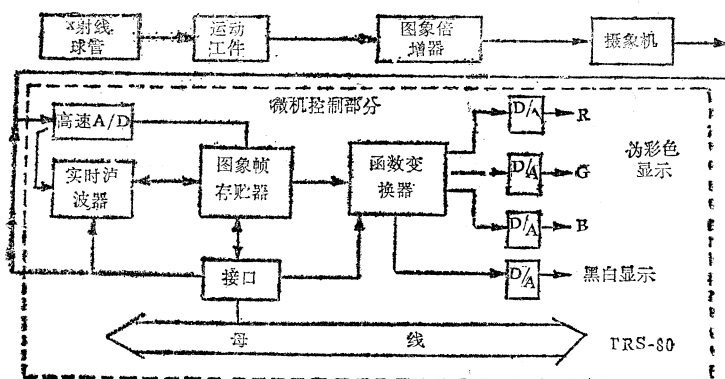 X射线
球管
运动
工件
图象倍
增器
摄象机
微机控制部分
高速A/D
实时滤
波器
图象帧
存贮器
函数变
换器
接口
D/A
R
D/A
G
D/A
B
D/A
黑白显示
伪彩色
显示
母 线
TRS-80